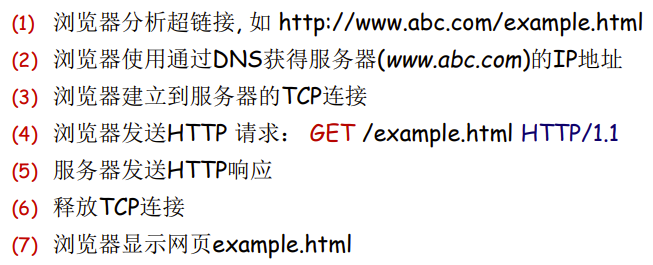 (1) 浏览器分析超链接, 如 http://www.abc.com/example.html
(2) 浏览器使用通过DNS获得服务器(www.abc.com)的IP地址
(3) 浏览器建立到服务器的TCP连接
(4) 浏览器发送HTTP 请求： GET /example.html HTTP/1.1
(5) 服务器发送HTTP响应
(6) 释放TCP连接
(7) 浏览器显示网页example.html